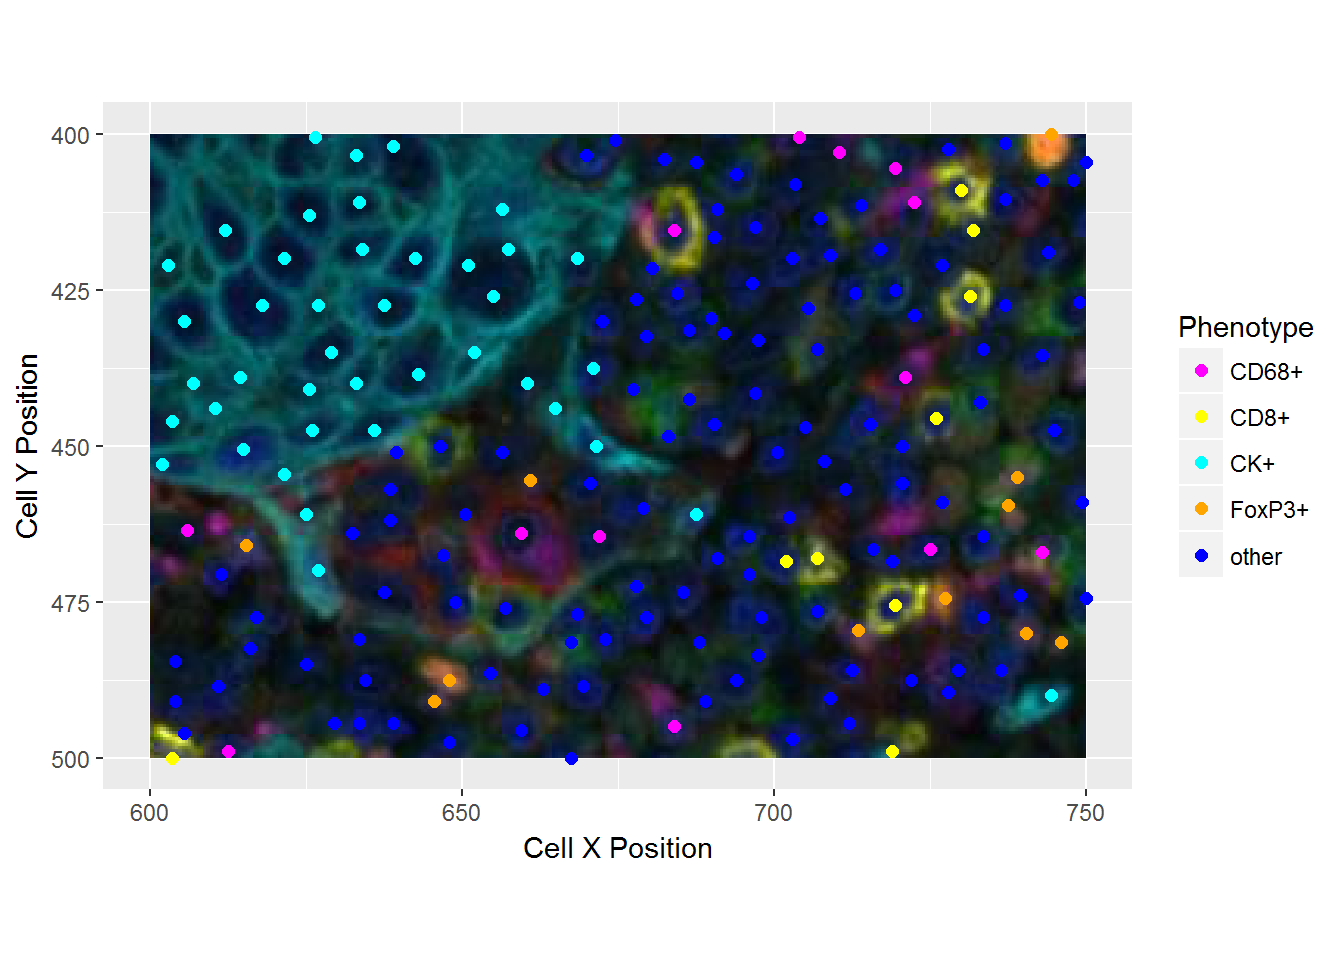 400
425
450
475
500
Cell Y Position
600
650
700
750
Cell X Position
Phenotype
CD68+
CD8+
CK+
FoxP3+
other